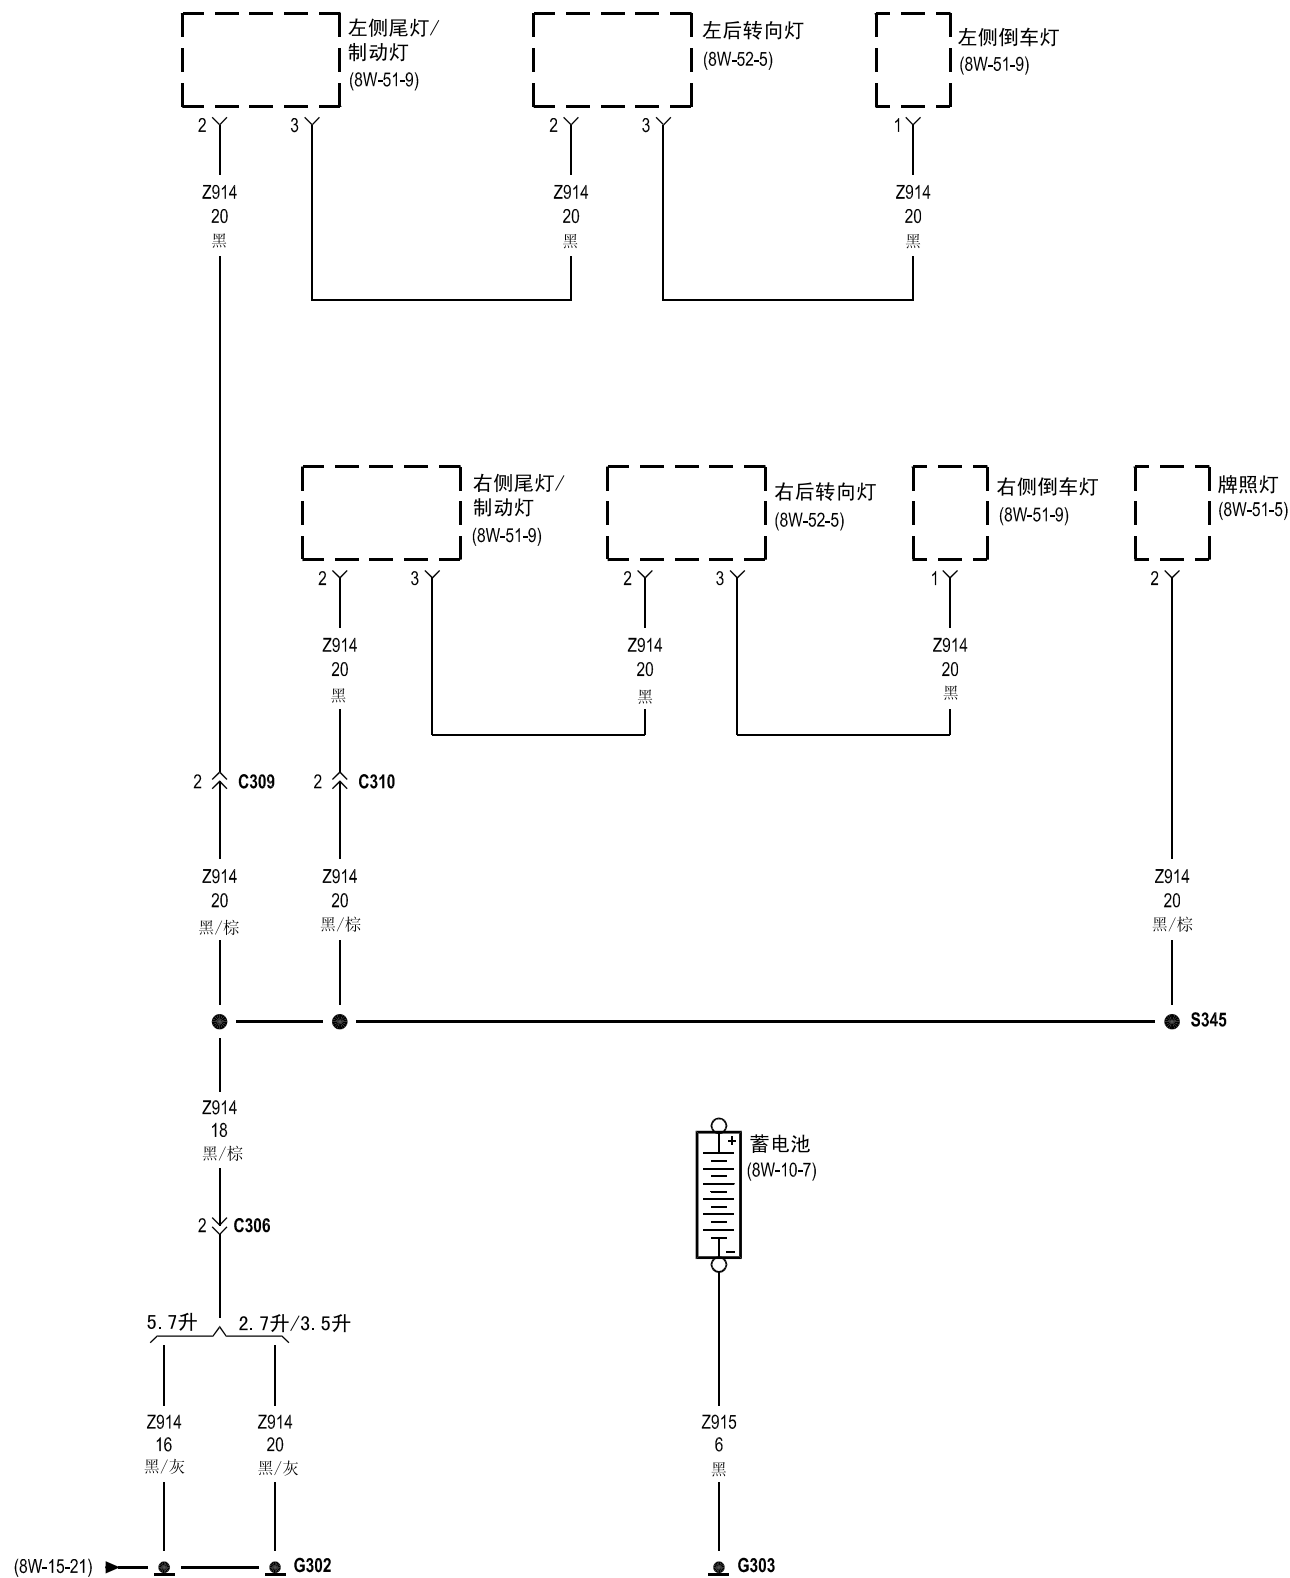 左侧尾灯/
制动灯
(8W-51-9)
左后转向灯
(8W-52-5)
左侧倒车灯
(8W-51-9)
2
3
2
3
1
Z914
20
黑
Z914
20
黑
Z914
20
黑
右侧尾灯/
制动灯
(8W-51-9)
右后转向灯
(8W-52-5)
右侧倒车灯
(8W-51-9)
牌照灯
(8W-51-5)
2
3
2
3
1
2
Z914
20
黑
Z914
20
黑
Z914
20
黑
2
C309
2
C310
Z914
20
黑/棕
Z914
20
黑/棕
Z914
20
黑/棕
S345
Z914
18
黑/棕
蓄电池
(8W-10-7)
+
−
2
C306
5.7升
2.7升/3.5升
Z914
16
黑/灰
Z914
20
黑/灰
Z915
6
黑
(8W-15-21)
G302
G303